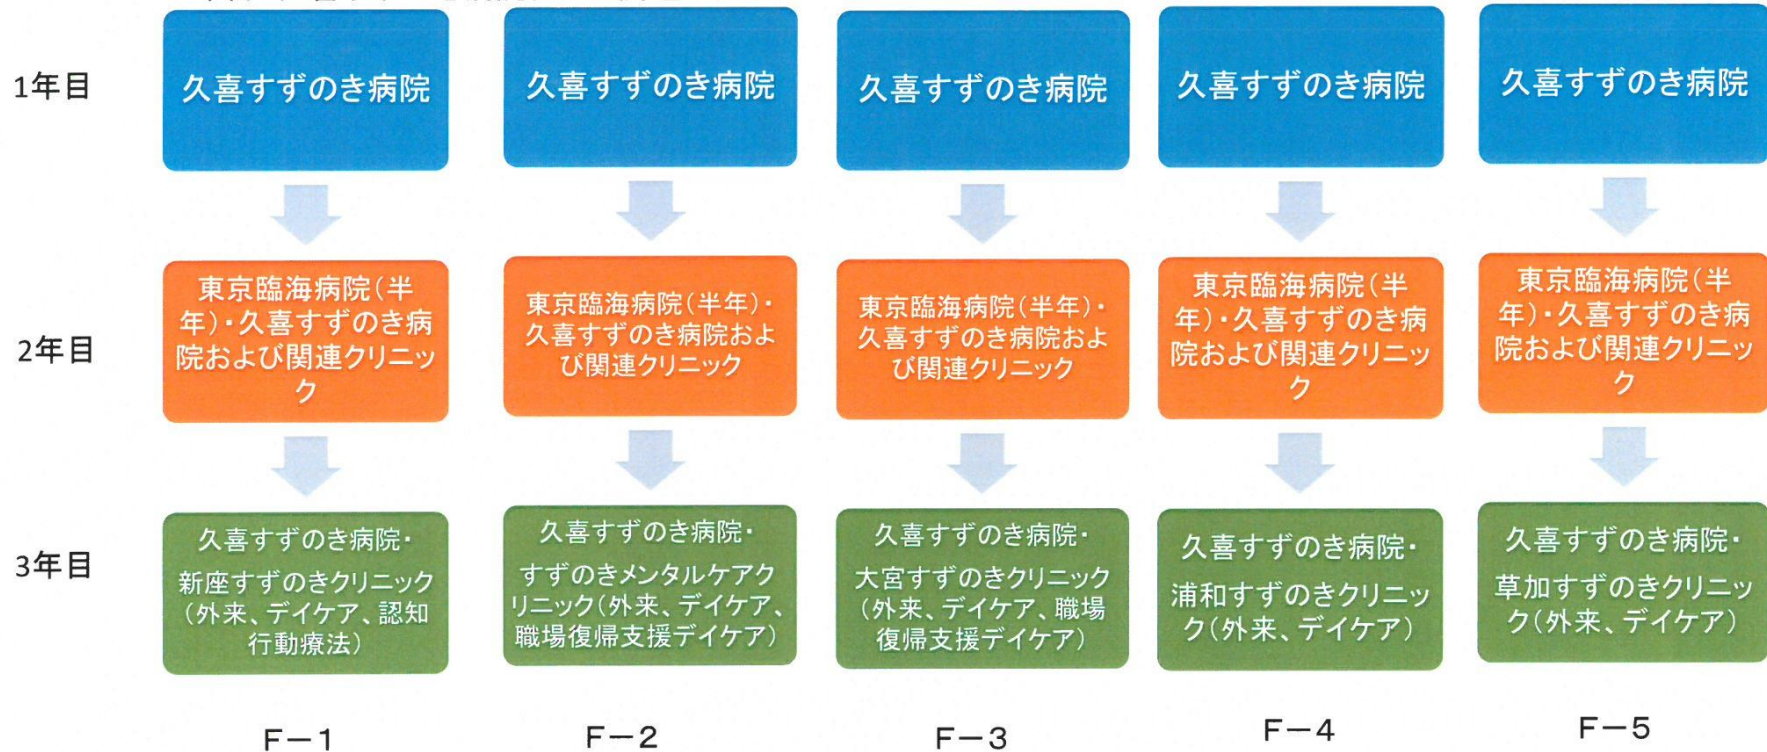 1年目
久喜すずのき病院
久喜すずのき病院
久喜すずのき病院
久喜すずのき病院
久喜すずのき病院
2年目
東京臨海病院(半
年)・久喜すずのき病
院および関連クリニッ
ク
東京臨海病院(半年)・
久喜すずのき病院およ
び関連クリニック
東京臨海病院(半年)・
久喜すずのき病院およ
び関連クリニック
東京臨海病院(半
年)・久喜すずのき病
院および関連クリニッ
ク
東京臨海病院(半
年)・久喜すずのき病
院および関連クリニッ
ク
3年目
久喜すずのき病院・
新座すずのきクリニック
(外来、デイケア、認知
行動療法)
久喜すずのき病院・
すずのきメンタルケアク
リニック(外来、デイケア、
職場復帰支援デイケア)
久喜すずのき病院・
大宮すずのきクリニック
(外来、デイケア、職場
復帰支援デイケア)
久喜すずのき病院・
浦和すずのきクリニッ
ク(外来、デイケア)
久喜すずのき病院・
草加すずのきクリニッ
ク(外来、デイケア)
F－1
F－2
F－3
F－4
F－5